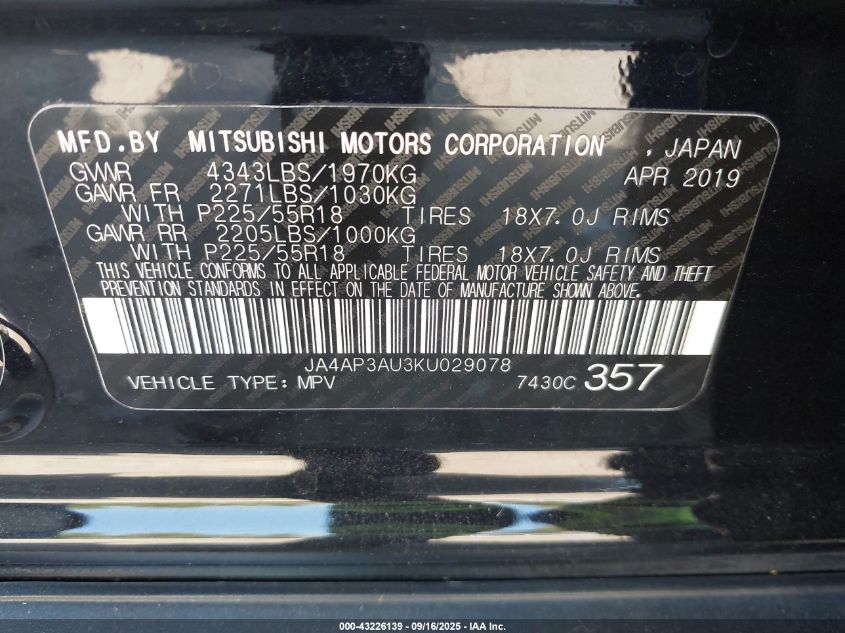 MFD.BY MITSUBISHI MOTORS CORPORATION , JAPAN
GVWR 4343LBS/1970KG APR 2019
GAWR FR 2271LBS/1030KG
WITH P225/55R18 TIRES 18X7.0J RIMS
GAWR RR 2205LBS/1000KG
WITH P225/55R18 TIRES 18X7.0J RIMS
THIS VEHICLE CONFORMS TO ALL APPLICABLE FEDERAL MOTOR VEHICLE SAFETY AND THEFT
PREVENTION STANDARDS IN EFFECT ON THE DATE OF MANUFACTURE SHOWN ABOVE.
JA4AP3AU3KU029078
VEHICLE TYPE: MPV 7430C 357
000-43226139 - 09/16/2025 - IAA Inc.